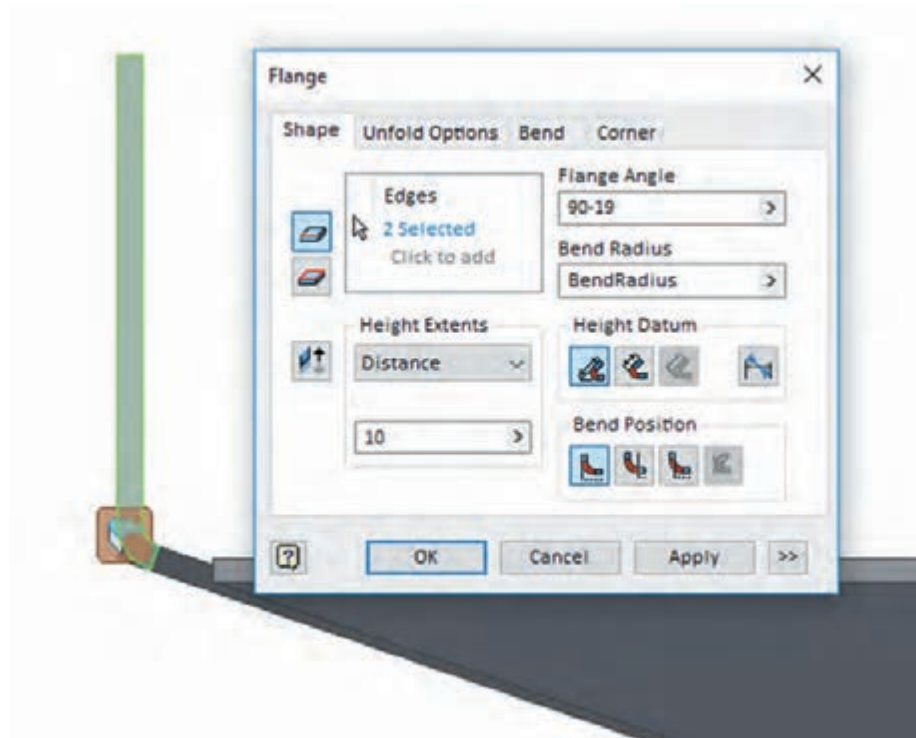 Flange
Shape Unfold Options Bend Corner
Edges
2 Selected
Click to add
Flange Angle
90-19
Bend Radius
BendRadius
Height Extents
Distance
10
Height Datum
Bend Position
OK Cancel Apply >>